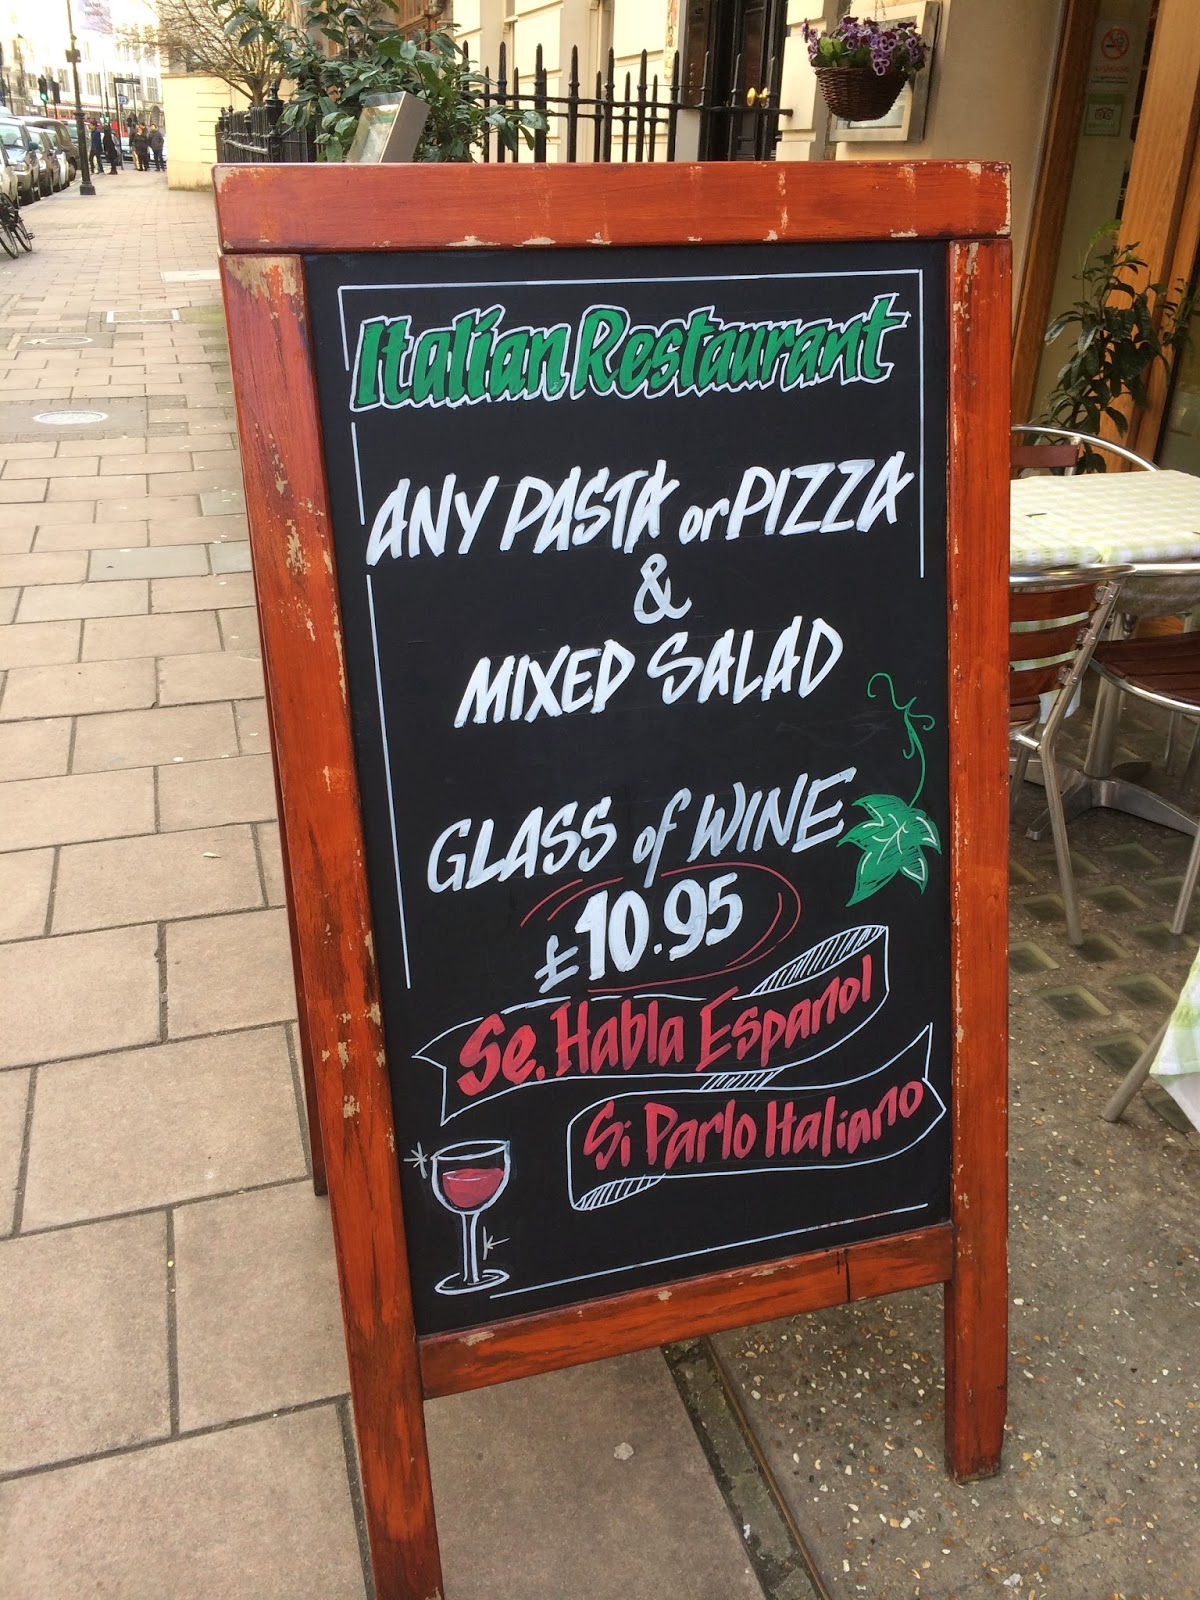 Italian Restaurant
ANY PASTA or PIZZA
&
MIXED SALAD
GLASS of WINE
£10.95
Se. Habla Espanol
Si Parlo Italiano